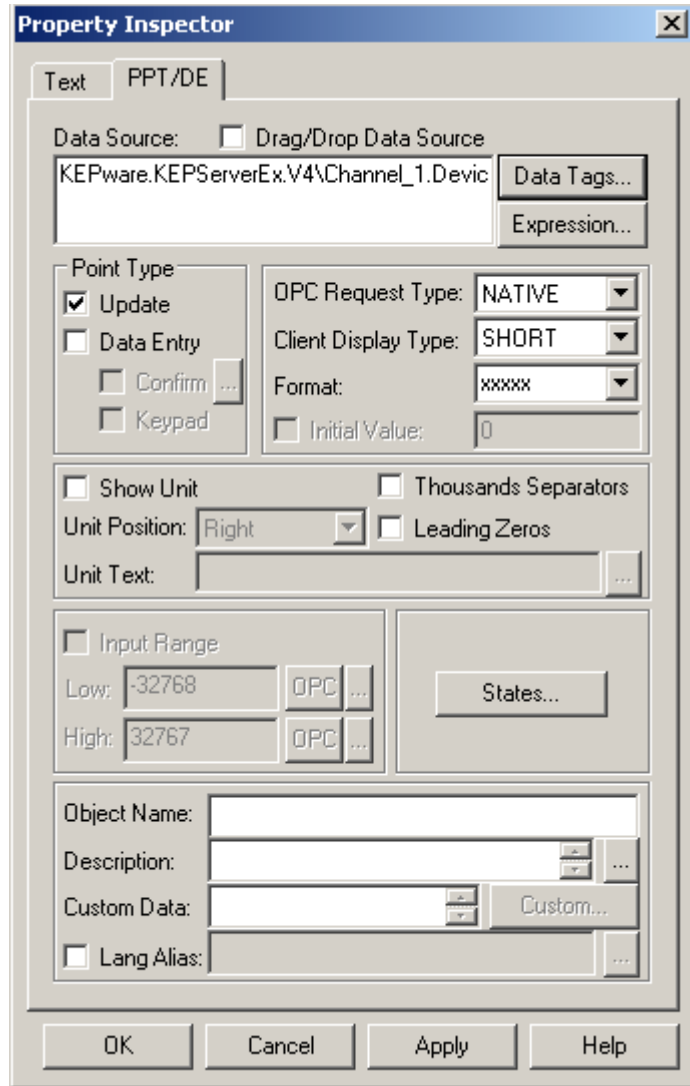 Property Inspector
Text PPT/DE
Data Source: Drag/Drop Data Source
KEPware.KEPServerEx.V4\Channel_1.Devic Data Tags...
Expression...
Point Type
Update OPC Request Type: NATIVE
Data Entry Client Display Type: SHORT
Confirm ... Format: xxxxx
Keypad Initial Value: 0
Show Unit Thousands Separators
Unit Position: Right Leading Zeros
Unit Text: ...
Input Range
Low: -32768 OPC ... States...
High: 32767 OPC ...
Object Name:
Description: ...
Custom Data: Custom...
Lang Alias: ...
OK Cancel Apply Help